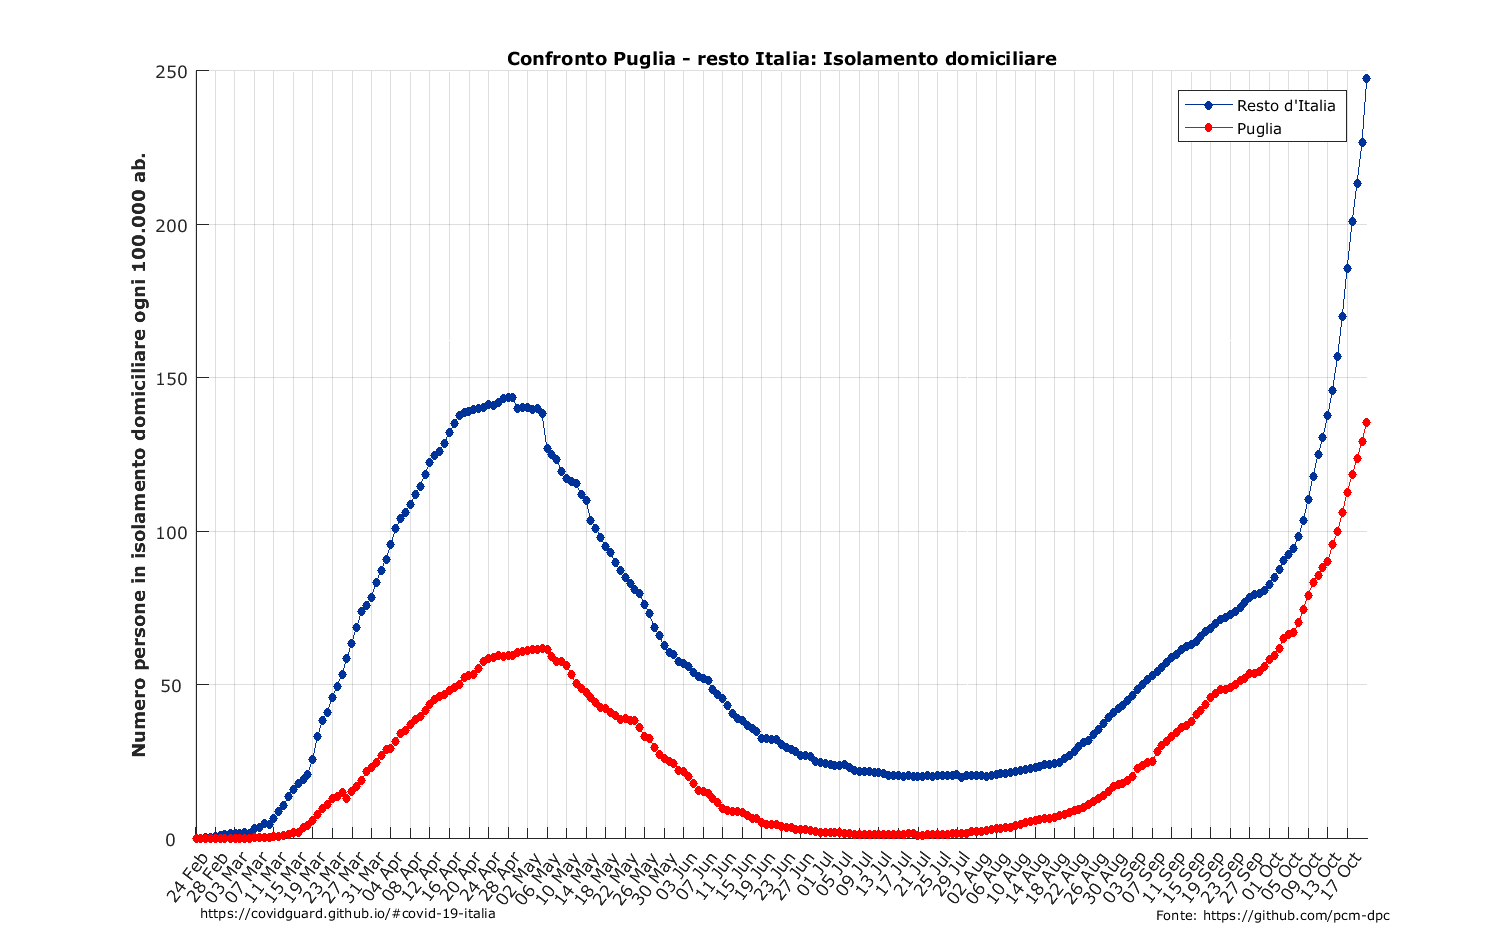 Confronto Puglia - resto Italia: Isolamento domiciliare
Numero persone in isolamento domiciliare ogni 100.000 ab.
250
200
150
100
50
0
Resto d'Italia
Puglia
24 Feb
28 Feb
03 Mar
07 Mar
11 Mar
15 Mar
19 Mar
23 Mar
27 Mar
31 Mar
04 Apr
08 Apr
12 Apr
16 Apr
20 Apr
24 Apr
28 Apr
02 May
06 May
10 May
14 May
18 May
22 May
26 May
30 May
03 Jun
07 Jun
11 Jun
15 Jun
19 Jun
23 Jun
27 Jun
01 Jul
05 Jul
09 Jul
13 Jul
17 Jul
21 Jul
25 Jul
29 Jul
02 Aug
06 Aug
10 Aug
14 Aug
18 Aug
22 Aug
26 Aug
30 Aug
03 Sep
07 Sep
11 Sep
15 Sep
19 Sep
23 Sep
27 Sep
01 Oct
05 Oct
09 Oct
13 Oct
17 Oct
https://covidguard.github.io/#covid-19-italia
Fonte: https://github.com/pcm-dpc